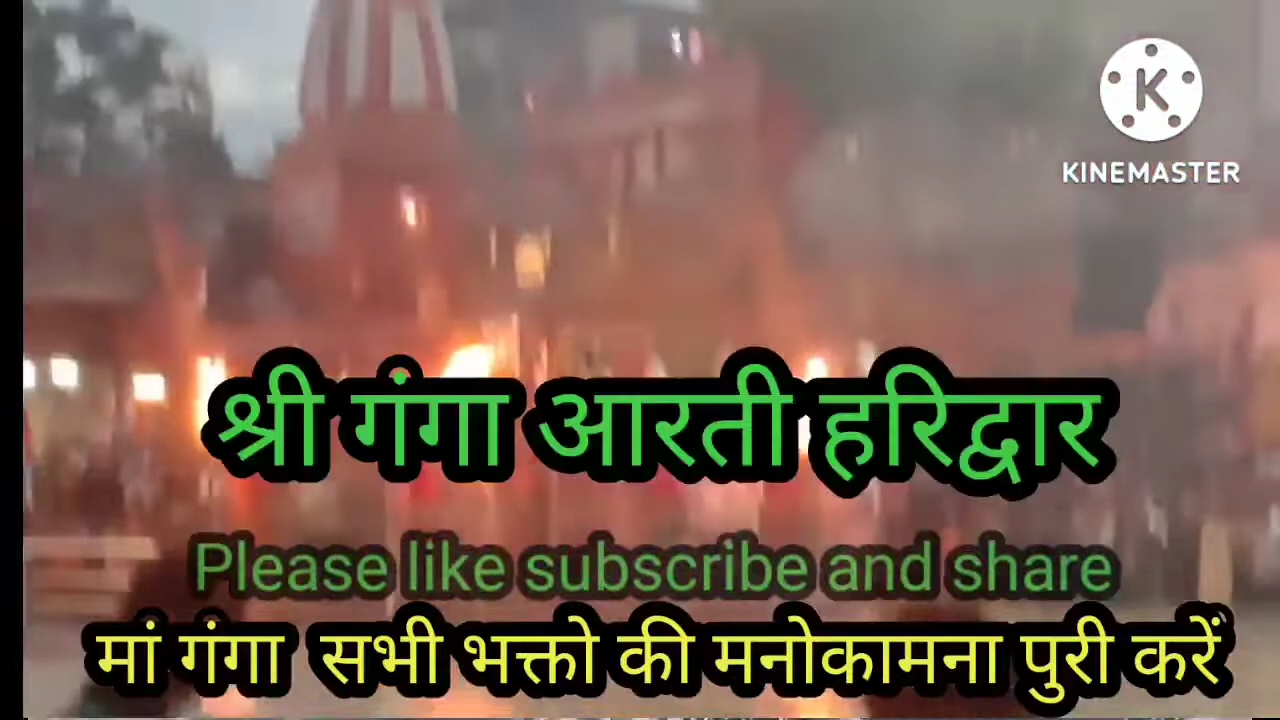 KINEMASTER
श्री गंगा आरती हरिद्वार
Please like subscribe and share
मां गंगा सभी भक्तो की मनोकामना पुरी करें